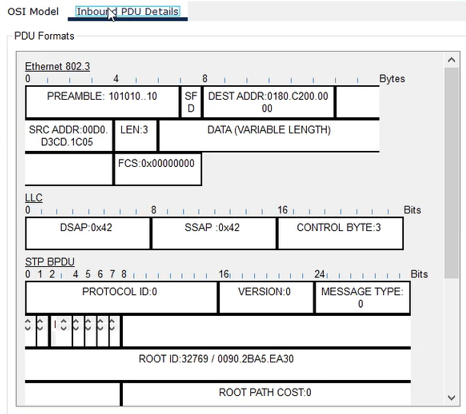 OSI Model Inbound PDU Details
PDU Formats
Ethernet 802.3
0 4 8 Bytes
PREAMBLE: 101010..10 SF DEST ADDR:0180.C200.00
D 00
SRC ADDR:00D0. LEN:3 DATA (VARIABLE LENGTH)
D3CD.1C05
FCS:0x00000000
LLC
0 8 16 Bits
DSAP:0x42 SSAP :0x42 CONTROL BYTE:3
STP BPDU
0 1 2 4 5 6 7 8 16 24 Bits
PROTOCOL ID:0 VERSION:0 MESSAGE TYPE:
0
ROOT ID:32769 / 0090.2BA5.EA30
ROOT PATH COST:0